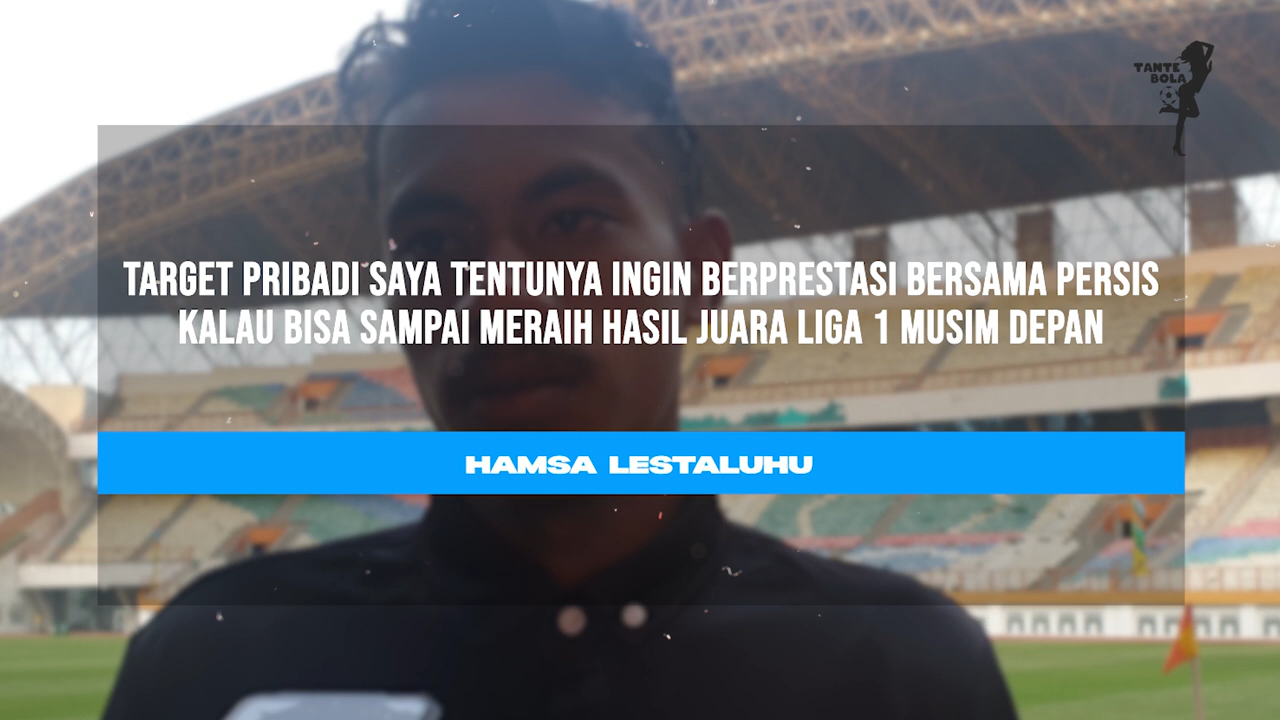 TANTE
BOLA
TARGET PRIBADI SAYA TENTUNYA INGIN BERPRESTASI BERSAMA PERSIS
KALAU BISA SAMPAI MERAIH HASIL JUARA LIGA 1 MUSIM DEPAN
HAMSA LESTALUHU